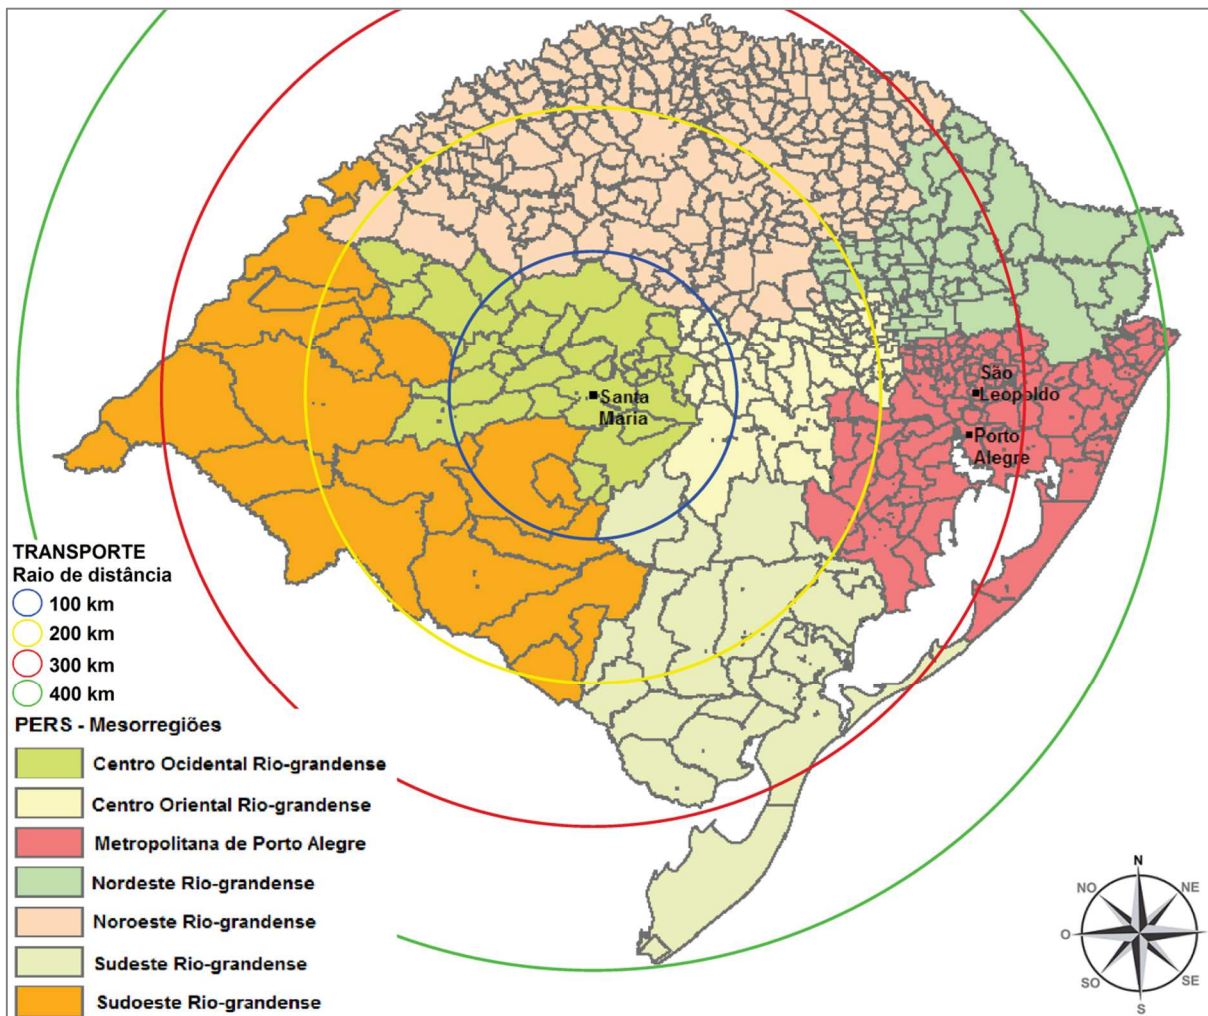 São
Leopoldo
Santa
Maria
Porto
Alegre
TRANSPORTE
Raio de distância
100 km
200 km
300 km
400 km
PERS - Mesorregiões
Centro Ocidental Rio-grandense
Centro Oriental Rio-grandense
Metropolitana de Porto Alegre
Nordeste Rio-grandense
Noroeste Rio-grandense
Sudeste Rio-grandense
Sudoeste Rio-grandense
N
NO
NE
O
E
SO
SE
S